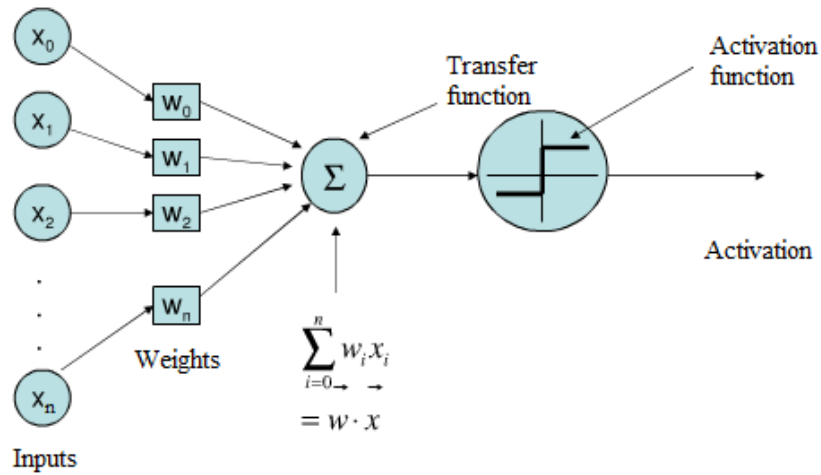 X₀
X₁
X₂
.
.
.
Xₙ
Inputs
W₀
W₁
W₂
Wₙ
Weights
Σ
Transfer
function
Activation
function
Activation
n
∑ wᵢxᵢ
i=0
= w⃗ · x⃗